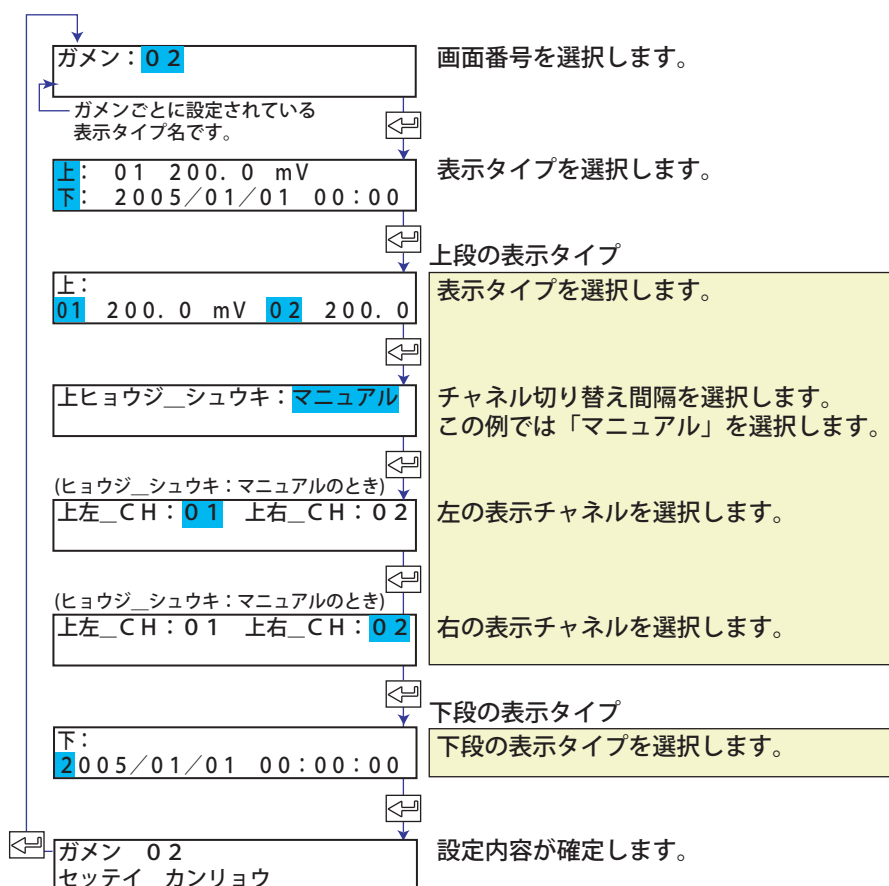 ガメン：０２
画面番号を選択します。
ガメンごとに設定されている
表示タイプ名です。
上： 01 200. 0 mV
下： 2005／01／01 00：00
表示タイプを選択します。
上段の表示タイプ
上：
01 200. 0 mV 02 200. 0
表示タイプを選択します。
上ヒョウジ＿シュウキ：マニュアル
チャネル切り替え間隔を選択します。
この例では「マニュアル」を選択します。
(ヒョウジ＿シュウキ：マニュアルのとき)
上左＿ＣＨ：０１ 上右＿ＣＨ：０２
左の表示チャネルを選択します。
(ヒョウジ＿シュウキ：マニュアルのとき)
上左＿ＣＨ：０１ 上右＿ＣＨ：０２
右の表示チャネルを選択します。
下段の表示タイプ
下：
2005／01／01 00：00：00
下段の表示タイプを選択します。
ガメン ０２
セッテイ カンリョウ
設定内容が確定します。